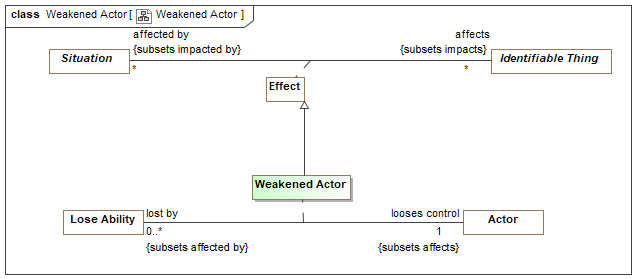 class Weakened Actor [ Weakened Actor ]
affected by affects
{subsets impacted by} {subsets impacts}
Situation Identifiable Thing
* *
Effect
Weakened Actor
lost by looses control
Lose Ability Actor
0..* 1
{subsets affected by} {subsets affects}